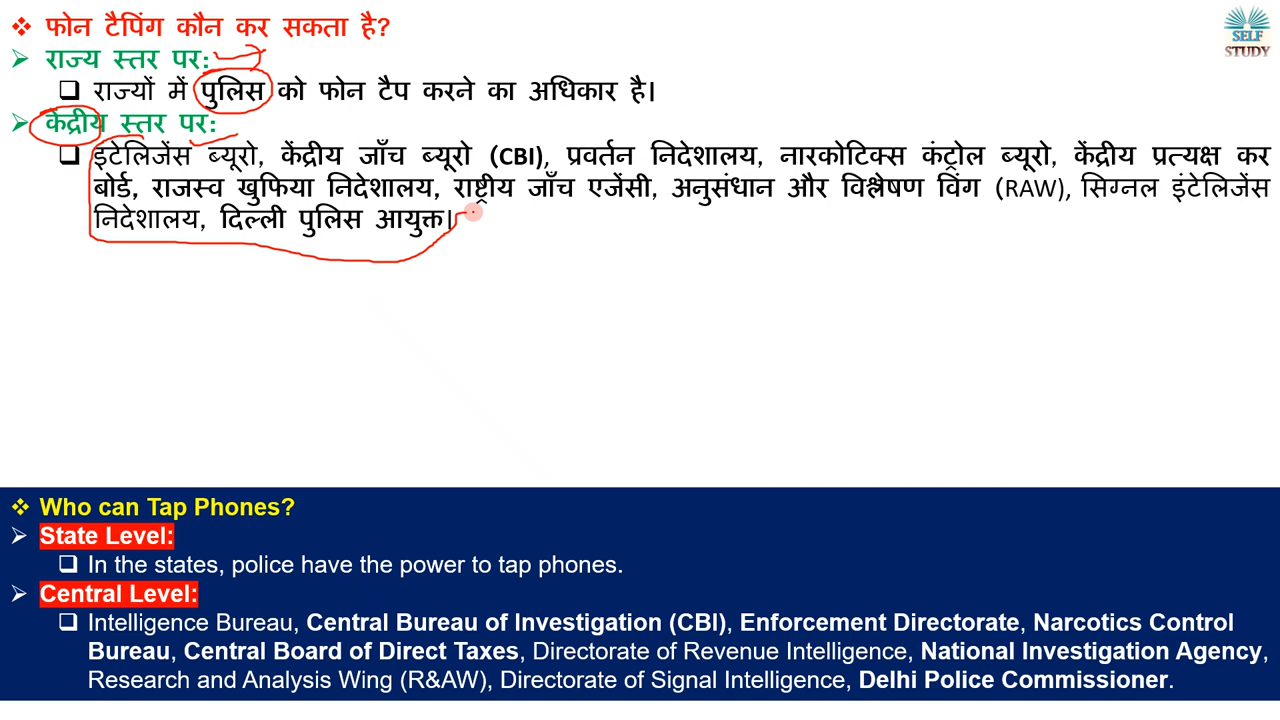 ❖ फोन टैपिंग कौन कर सकता है?
SELF
STUDY
➢ राज्य स्तर पर:
❑ राज्यों में पुलिस को फोन टैप करने का अधिकार है।
➢ केंद्रीय स्तर पर:
❑ इंटेलिजेंस ब्यूरो, केंद्रीय जाँच ब्यूरो (CBI), प्रवर्तन निदेशालय, नारकोटिक्स कंट्रोल ब्यूरो, केंद्रीय प्रत्यक्ष कर
बोर्ड, राजस्व खुफिया निदेशालय, राष्ट्रीय जाँच एजेंसी, अनुसंधान और विश्लेषण विंग (RAW), सिग्नल इंटेलिजेंस
निदेशालय, दिल्ली पुलिस आयुक्त।
❖ Who can Tap Phones?
➢ State Level:
❑ In the states, police have the power to tap phones.
➢ Central Level:
❑ Intelligence Bureau, Central Bureau of Investigation (CBI), Enforcement Directorate, Narcotics Control
Bureau, Central Board of Direct Taxes, Directorate of Revenue Intelligence, National Investigation Agency,
Research and Analysis Wing (R&AW), Directorate of Signal Intelligence, Delhi Police Commissioner.